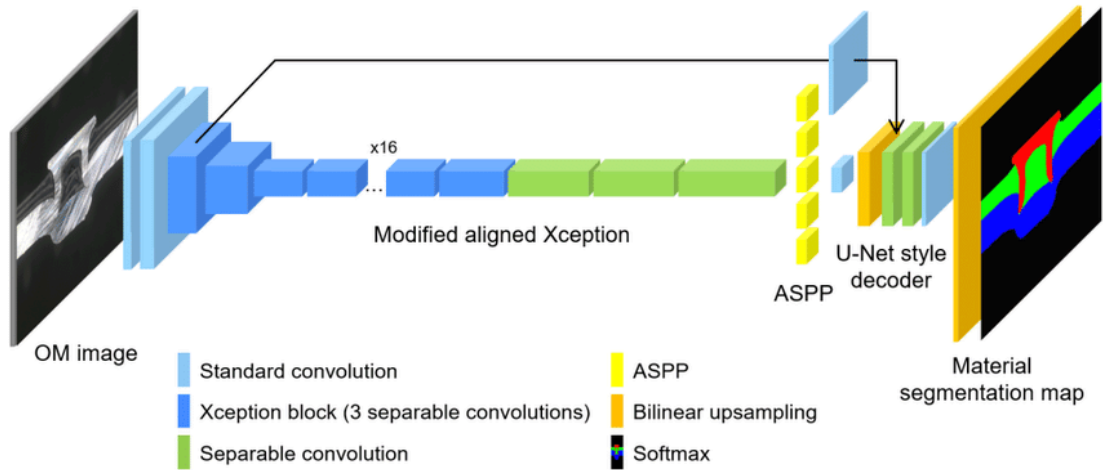 x16
...
Modified aligned Xception
U-Net style
decoder
ASPP
OM image
Material
segmentation map
Standard convolution
Xception block (3 separable convolutions)
Separable convolution
ASPP
Bilinear upsampling
Softmax